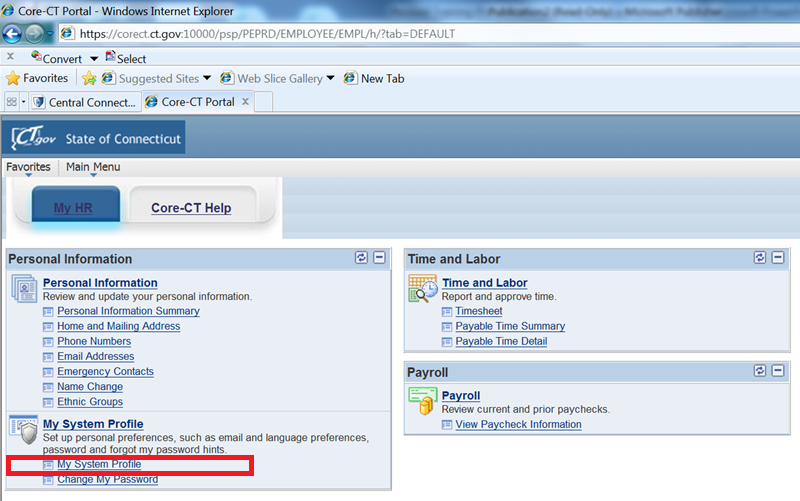 Core-CT Portal - Windows Internet Explorer
https://corect.ct.gov:10000/psp/PEPRD/EMPLOYEE/EMPL/h/?tab=DEFAULT
x Convert Select
Favorites Suggested Sites Web Slice Gallery New Tab
Central Connect... Core-CT Portal x
CTgov State of Connecticut
Favorites Main Menu
My HR Core-CT Help
Personal Information
Personal Information
Review and update your personal information.
Personal Information Summary
Home and Mailing Address
Phone Numbers
Email Addresses
Emergency Contacts
Name Change
Ethnic Groups
My System Profile
Set up personal preferences, such as email and language preferences,
password and forgot my password hints.
My System Profile
Change My Password
Time and Labor
Time and Labor
Report and approve time.
Timesheet
Payable Time Summary
Payable Time Detail
Payroll
Payroll
Review current and prior paychecks.
View Paycheck Information